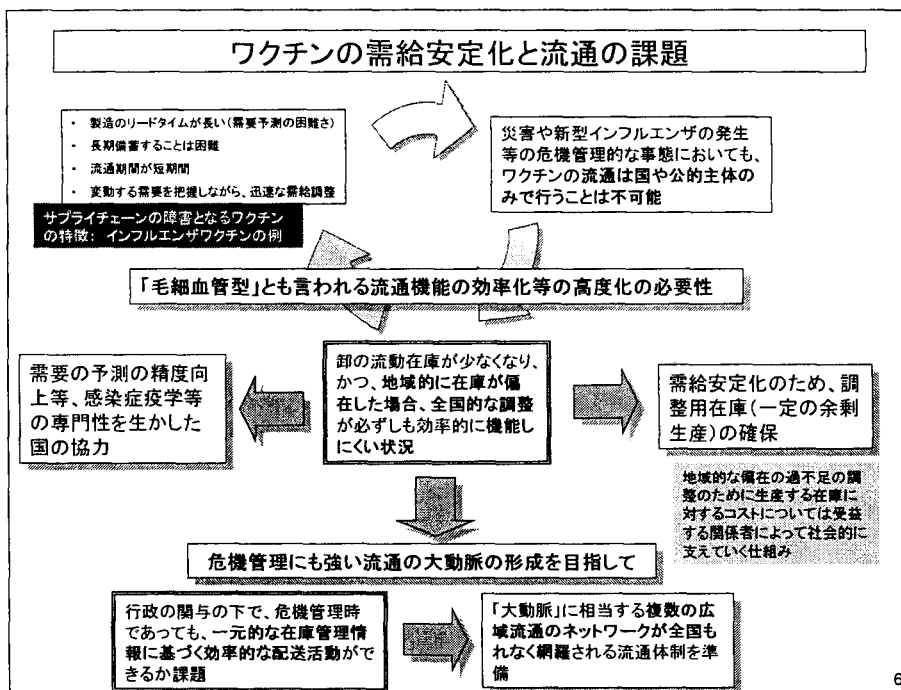 ワクチンの需給安定化と流通の課題
・ 製造のリードタイムが長い(需要予測の困難さ)
・ 長期備蓄することは困難
・ 流通期間が短期間
・ 変動する需要を把握しながら、迅速な需給調整
サプライチェーンの障害となるワクチン
の特徴： インフルエンザワクチンの例
災害や新型インフルエンザの発生
等の危機管理的な事態においても、
ワクチンの流通は国や公的主体の
みで行うことは不可能
「毛細血管型」とも言われる流通機能の効率化等の高度化の必要性
需要の予測の精度向
上等、感染症疫学等
の専門性を生かした
国の協力
卸の流動在庫が少なくなり、
かつ、地域的に在庫が偏
在した場合、全国的な調整
が必ずしも効率的に機能し
にくい状況
需給安定化のため、調
整用在庫(一定の余剰
生産)の確保
地域的な偏在の過不足の調
整のために生産する在庫に
対するコストについては受益
する関係者によって社会的に
支えていく仕組み
危機管理にも強い流通の大動脈の形成を目指して
行政の関与の下で、危機管理時
であっても、一元的な在庫管理情
報に基づく効率的な配送活動がで
きるか課題
「大動脈」に相当する複数の広
域流通のネットワークが全国も
れなく網羅される流通体制を準
備
6